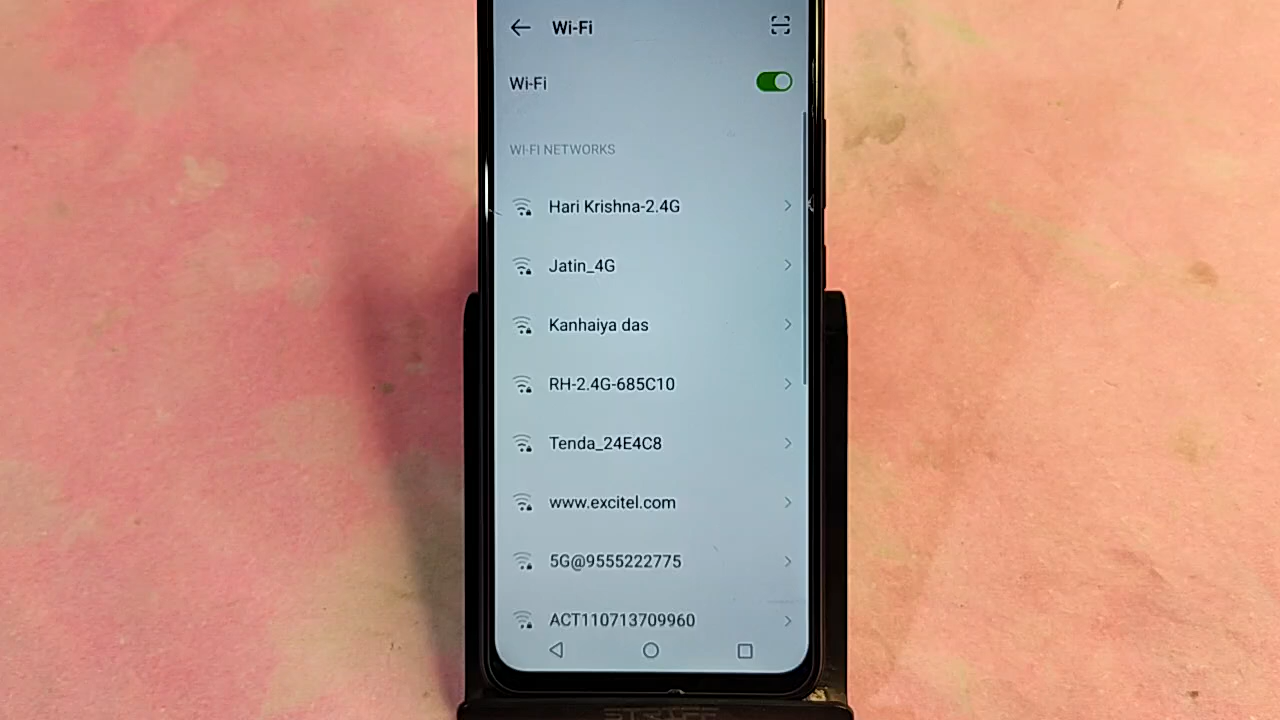 Wi-Fi
Wi-Fi
WI-FI NETWORKS
Hari Krishna-2.4G
Jatin_4G
Kanhaiya das
RH-2.4G-685C10
Tenda_24E4C8
www.excitel.com
5G@9555222775
ACT110713709960